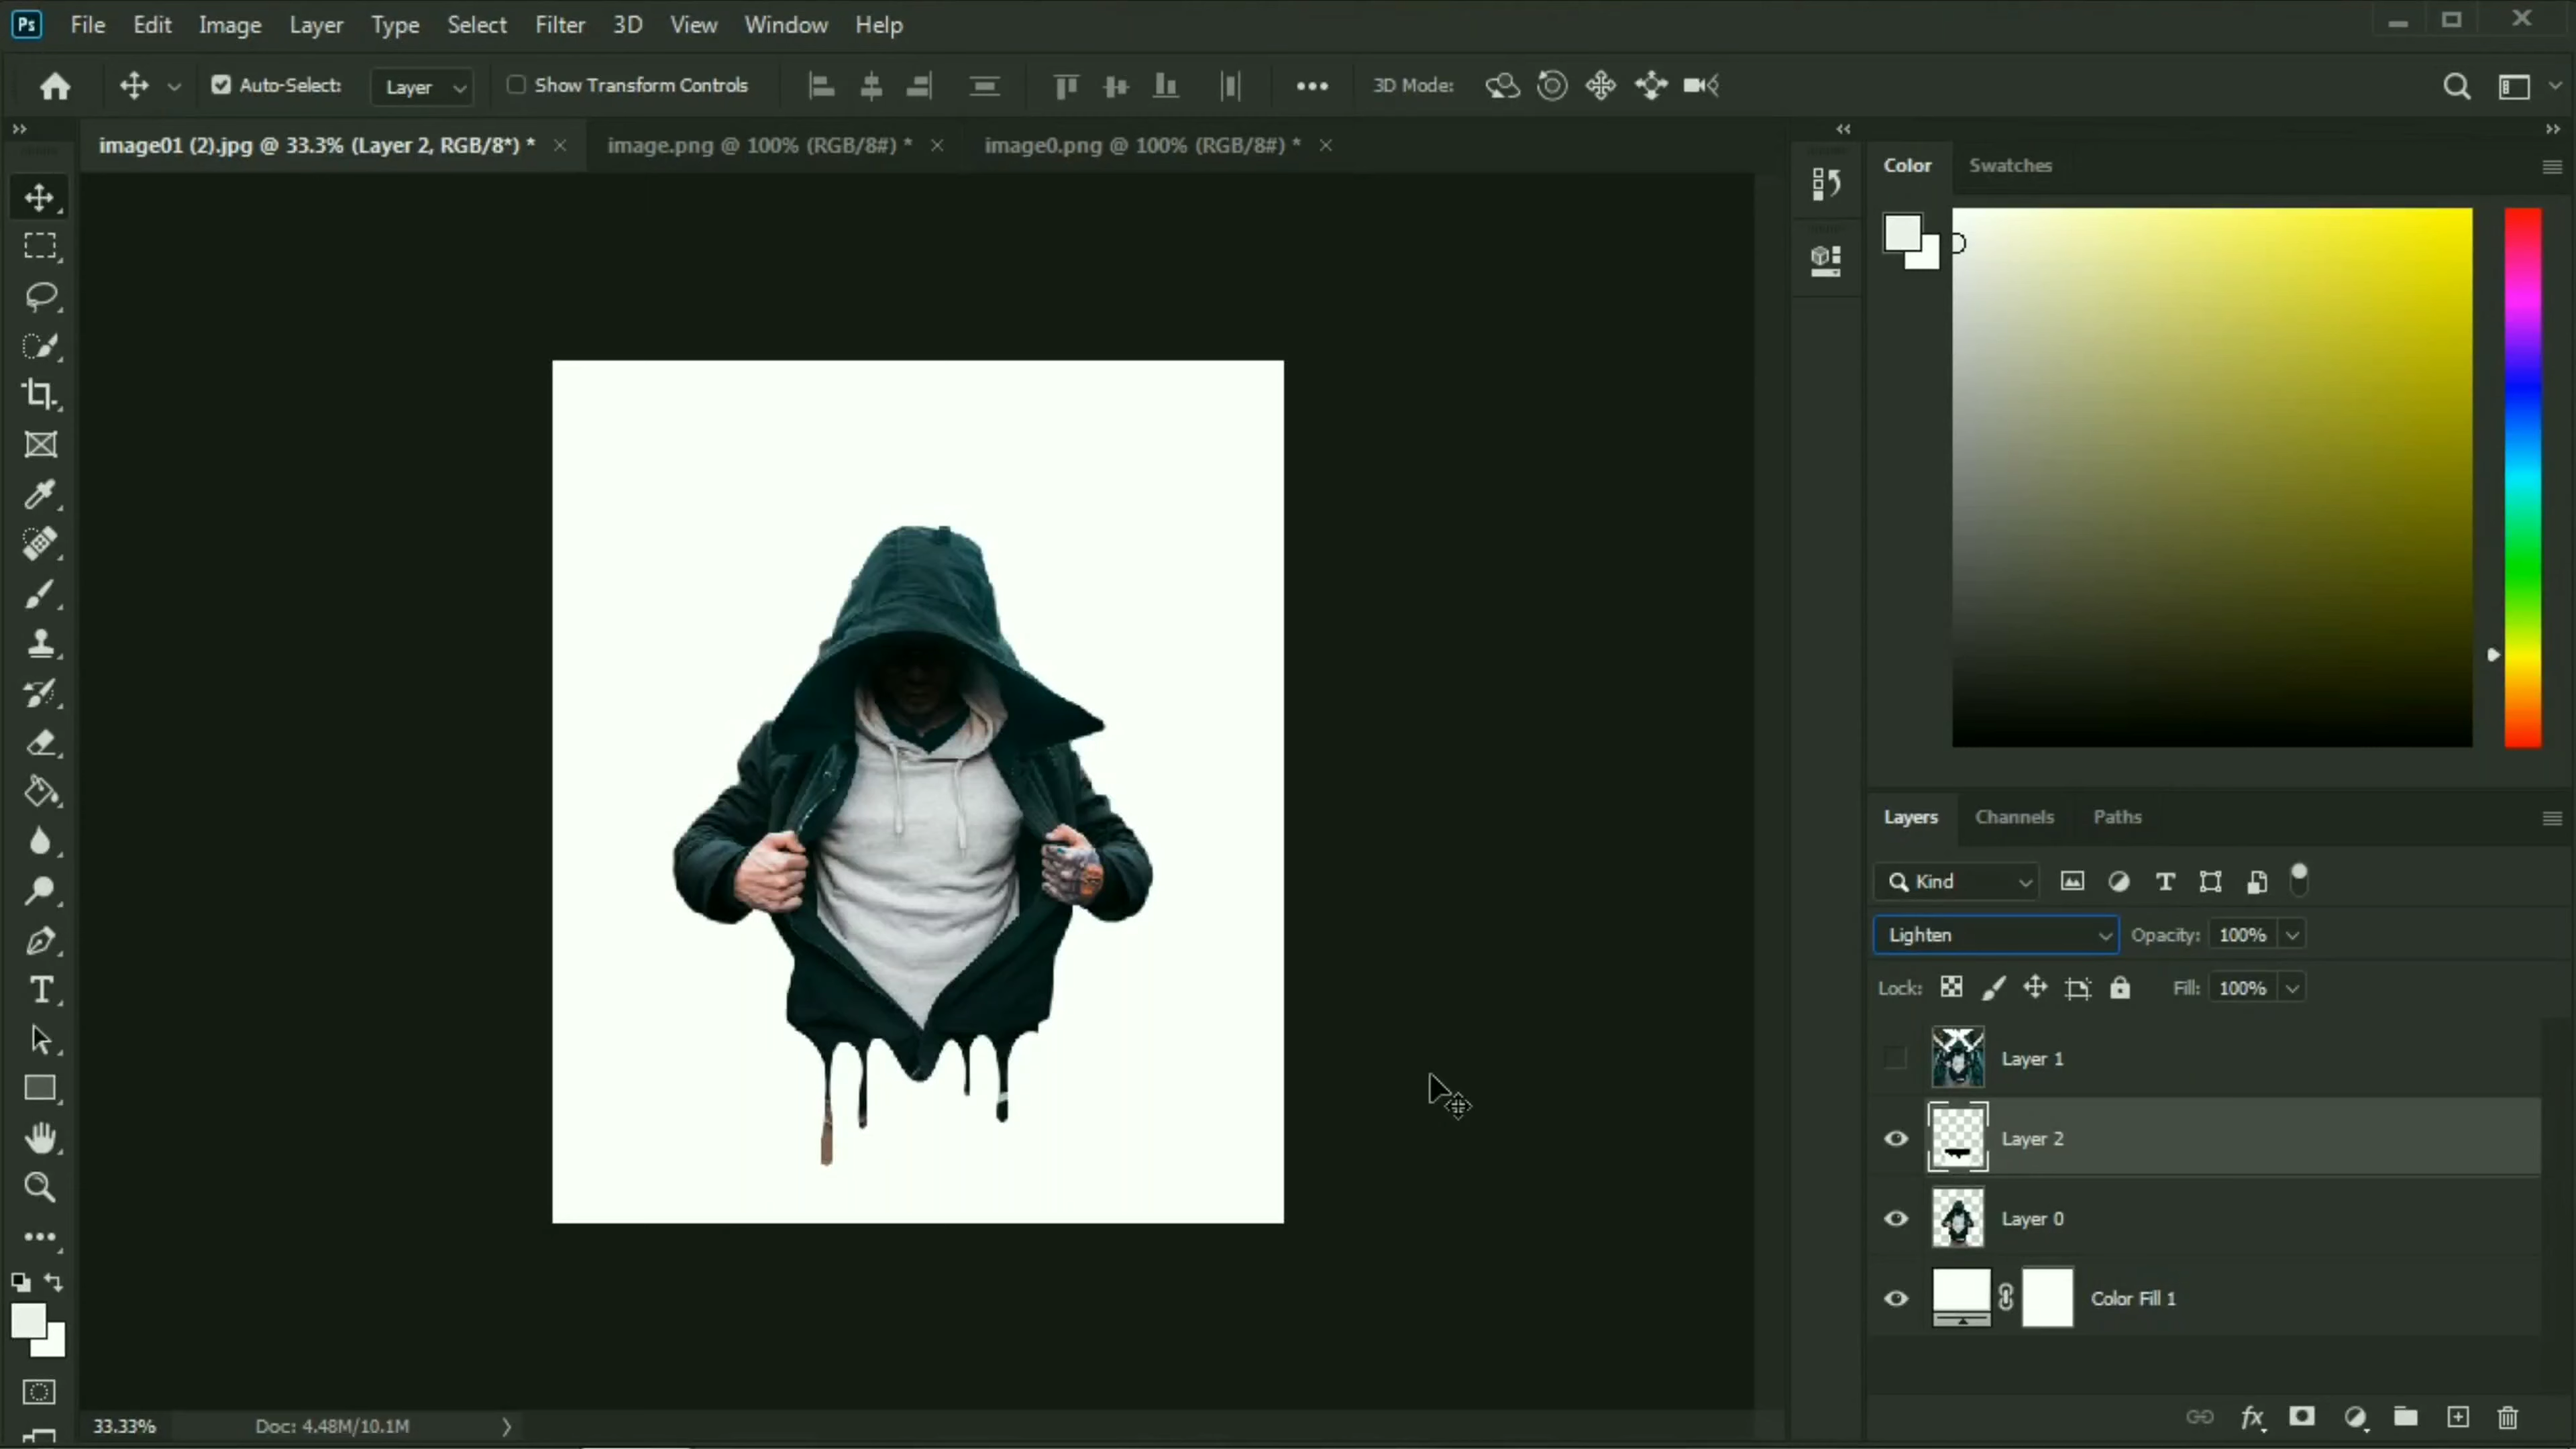 Ps File Edit Image Layer Type Select Filter 3D View Window Help
Auto-Select: Layer Show Transform Controls 3D Mode:
image01 (2).jpg @ 33.3% (Layer 2, RGB/8*) * image.png @ 100% (RGB/8#) * image0.png @ 100% (RGB/8#) *
Color Swatches
Layers Channels Paths
Kind
Lighten Opacity: 100%
Lock: Fill: 100%
Layer 1
Layer 2
Layer 0
Color Fill 1
33.33% Doc: 4.48M/10.1M
fx